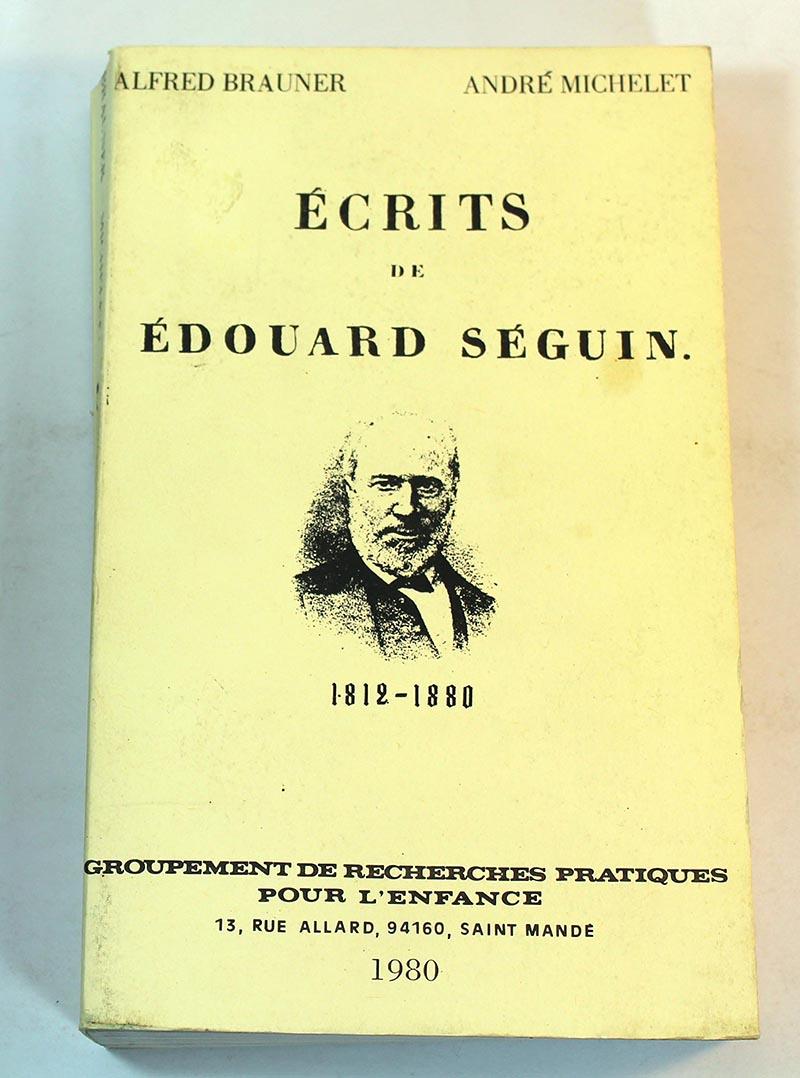 ALFRED BRAUNER ANDRÉ MICHELET
ÉCRITS
DE
ÉDOUARD SÉGUIN.
1812-1880
GROUPEMENT DE RECHERCHES PRATIQUES
POUR L'ENFANCE
13, RUE ALLARD, 94160, SAINT MANDÉ
1980